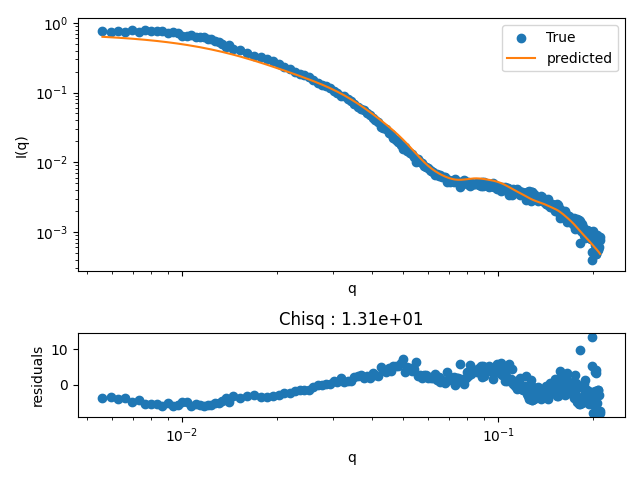 10⁰
True
predicted
10⁻¹
I(q)
10⁻²
10⁻³
q
Chisq : 1.31e+01
10
residuals
0
10⁻²
10⁻¹
q